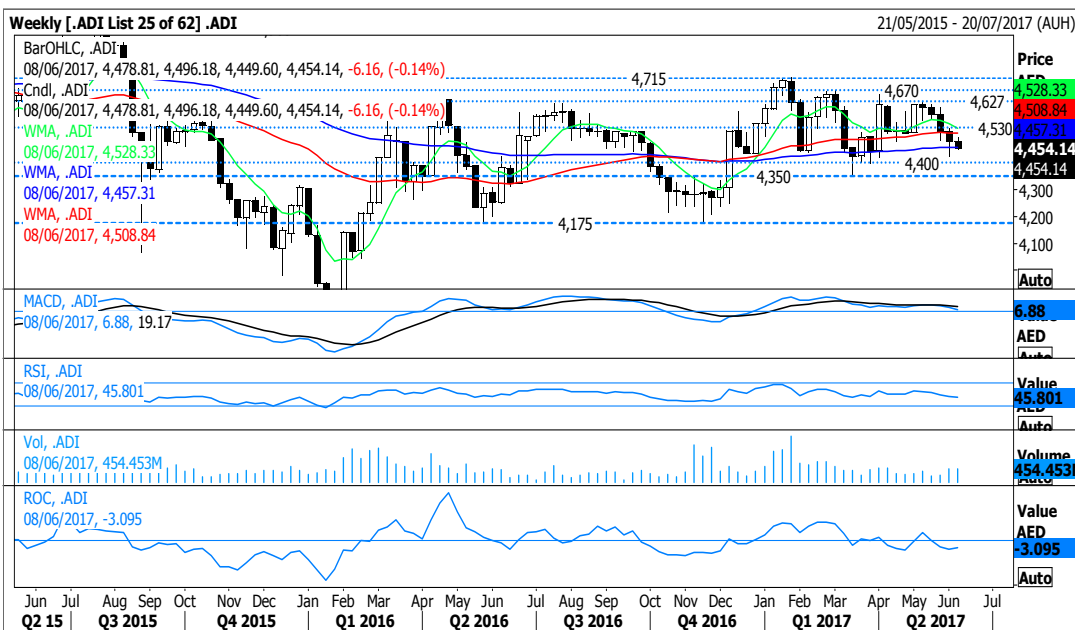 Weekly [.ADI List 25 of 62] .ADI
21/05/2015 - 20/07/2017 (AUH)
BarOHLC, .ADI
08/06/2017, 4,478.81, 4,496.18, 4,449.60, 4,454.14, -6.16, (-0.14%)
Cndl, .ADI
08/06/2017, 4,478.81, 4,496.18, 4,449.60, 4,454.14, -6.16, (-0.14%)
WMA, .ADI
08/06/2017, 4,528.33
WMA, .ADI
08/06/2017, 4,457.31
WMA, .ADI
08/06/2017, 4,508.84
4,715
4,670
4,627
4,530
4,400
4,350
4,175
Price
4,528.33
4,508.84
4,457.31
4,454.14
4,454.14
4,300
4,200
4,100
Auto
MACD, .ADI
08/06/2017, 6.88, 19.17
6.88
AED
RSI, .ADI
08/06/2017, 45.801
Value
45.801
Auto
Vol, .ADI
08/06/2017, 454.453M
Volume
454.453
ROC, .ADI
08/06/2017, -3.095
Value
AED
-3.095
Auto
Jun Jul Aug Sep Oct Nov Dec Jan Feb Mar Apr May Jun Jul Aug Sep Oct Nov Dec Jan Feb Mar Apr May Jun Jul
Q2 15 Q3 2015 Q4 2015 Q1 2016 Q2 2016 Q3 2016 Q4 2016 Q1 2017 Q2 2017